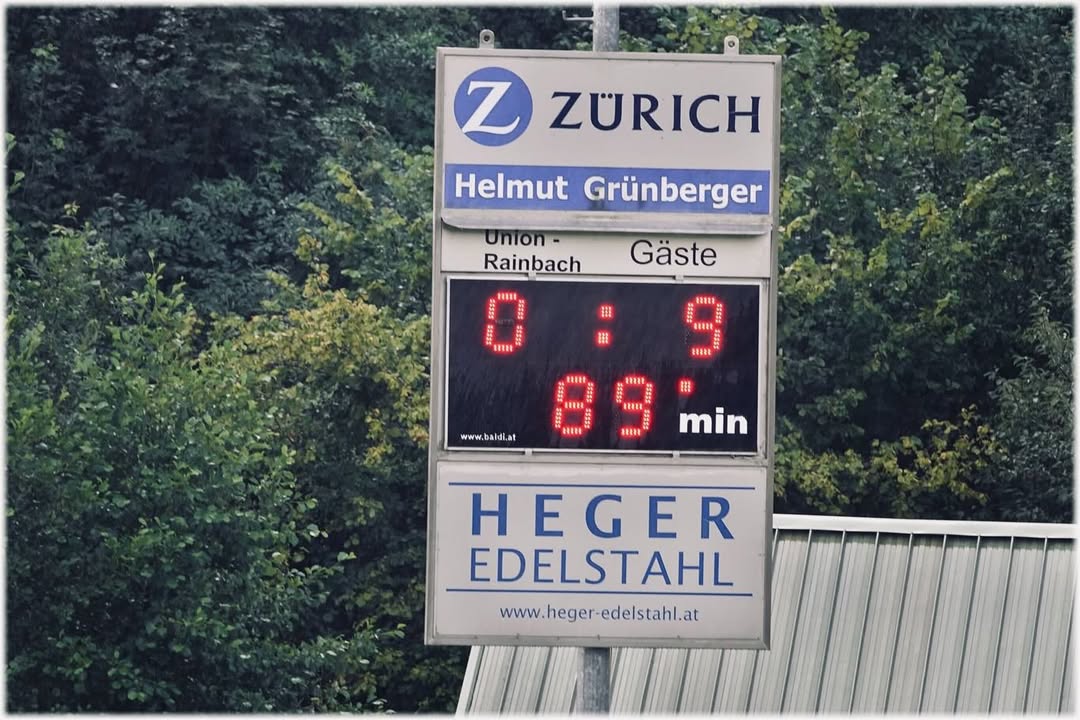 Z ZÜRICH
Helmut Grünberger
Union -
Rainbach
Gäste
0 : 9
89' min
www.baldi.at
HEGER
EDELSTAHL
www.heger-edelstahl.at